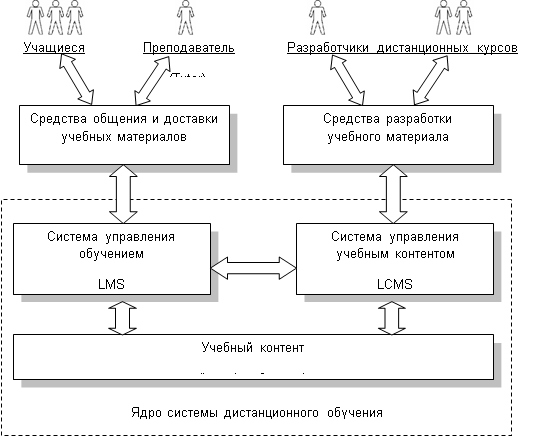 Учащиеся
Преподаватель
Разработчики дистанционных курсов
Средства общения и доставки
учебных материалов
Средства разработки
учебного материала
Система управления
обучением
LMS
Система управления
учебным контентом
LCMS
Учебный контент
Ядро системы дистанционного обучения